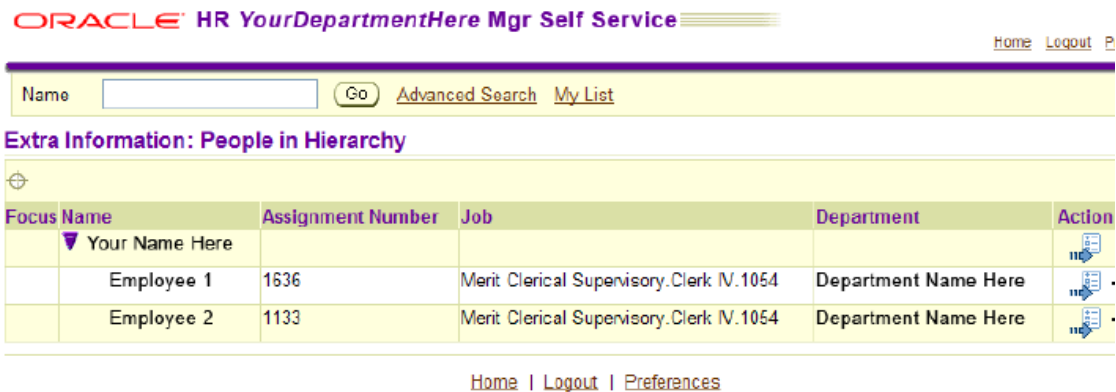 ORACLE HR YourDepartmentHere Mgr Self Service
Home Logout
Name Go Advanced Search My List
Extra Information: People in Hierarchy
Focus Name Assignment Number Job Department Action
Your Name Here
Employee 1 1636 Merit Clerical Supervisory.Clerk IV.1054 Department Name Here
Employee 2 1133 Merit Clerical Supervisory.Clerk IV.1054 Department Name Here
Home | Logout | Preferences